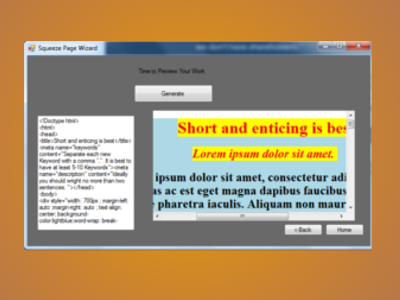 Squeeze Page Wizard
Time to Preview Your Work
Generate
<!Doctype html>
<html>
<head>
<title>Short and enticing is best</title>
<meta name="keywords"
content="Separate each new
Keyword with a comma "," .It is best to
have at least 5-10 Keywords"><meta
name="description" content="Ideally
you should wright no more than two
sentences. "></head>
<body>
<div style="width: 700px ; margin-left:
auto ;margin-right: auto ; text-align:
center; background-
color:lightblue;word-wrap: break-
Short and enticing is bes
Lorem ipsum dolor sit amet.
ipsum dolor sit amet, consectetur adi
s ac est eget magna dapibus faucibus
pharetra iaculis. Aliquam non maur
<-Back
Home